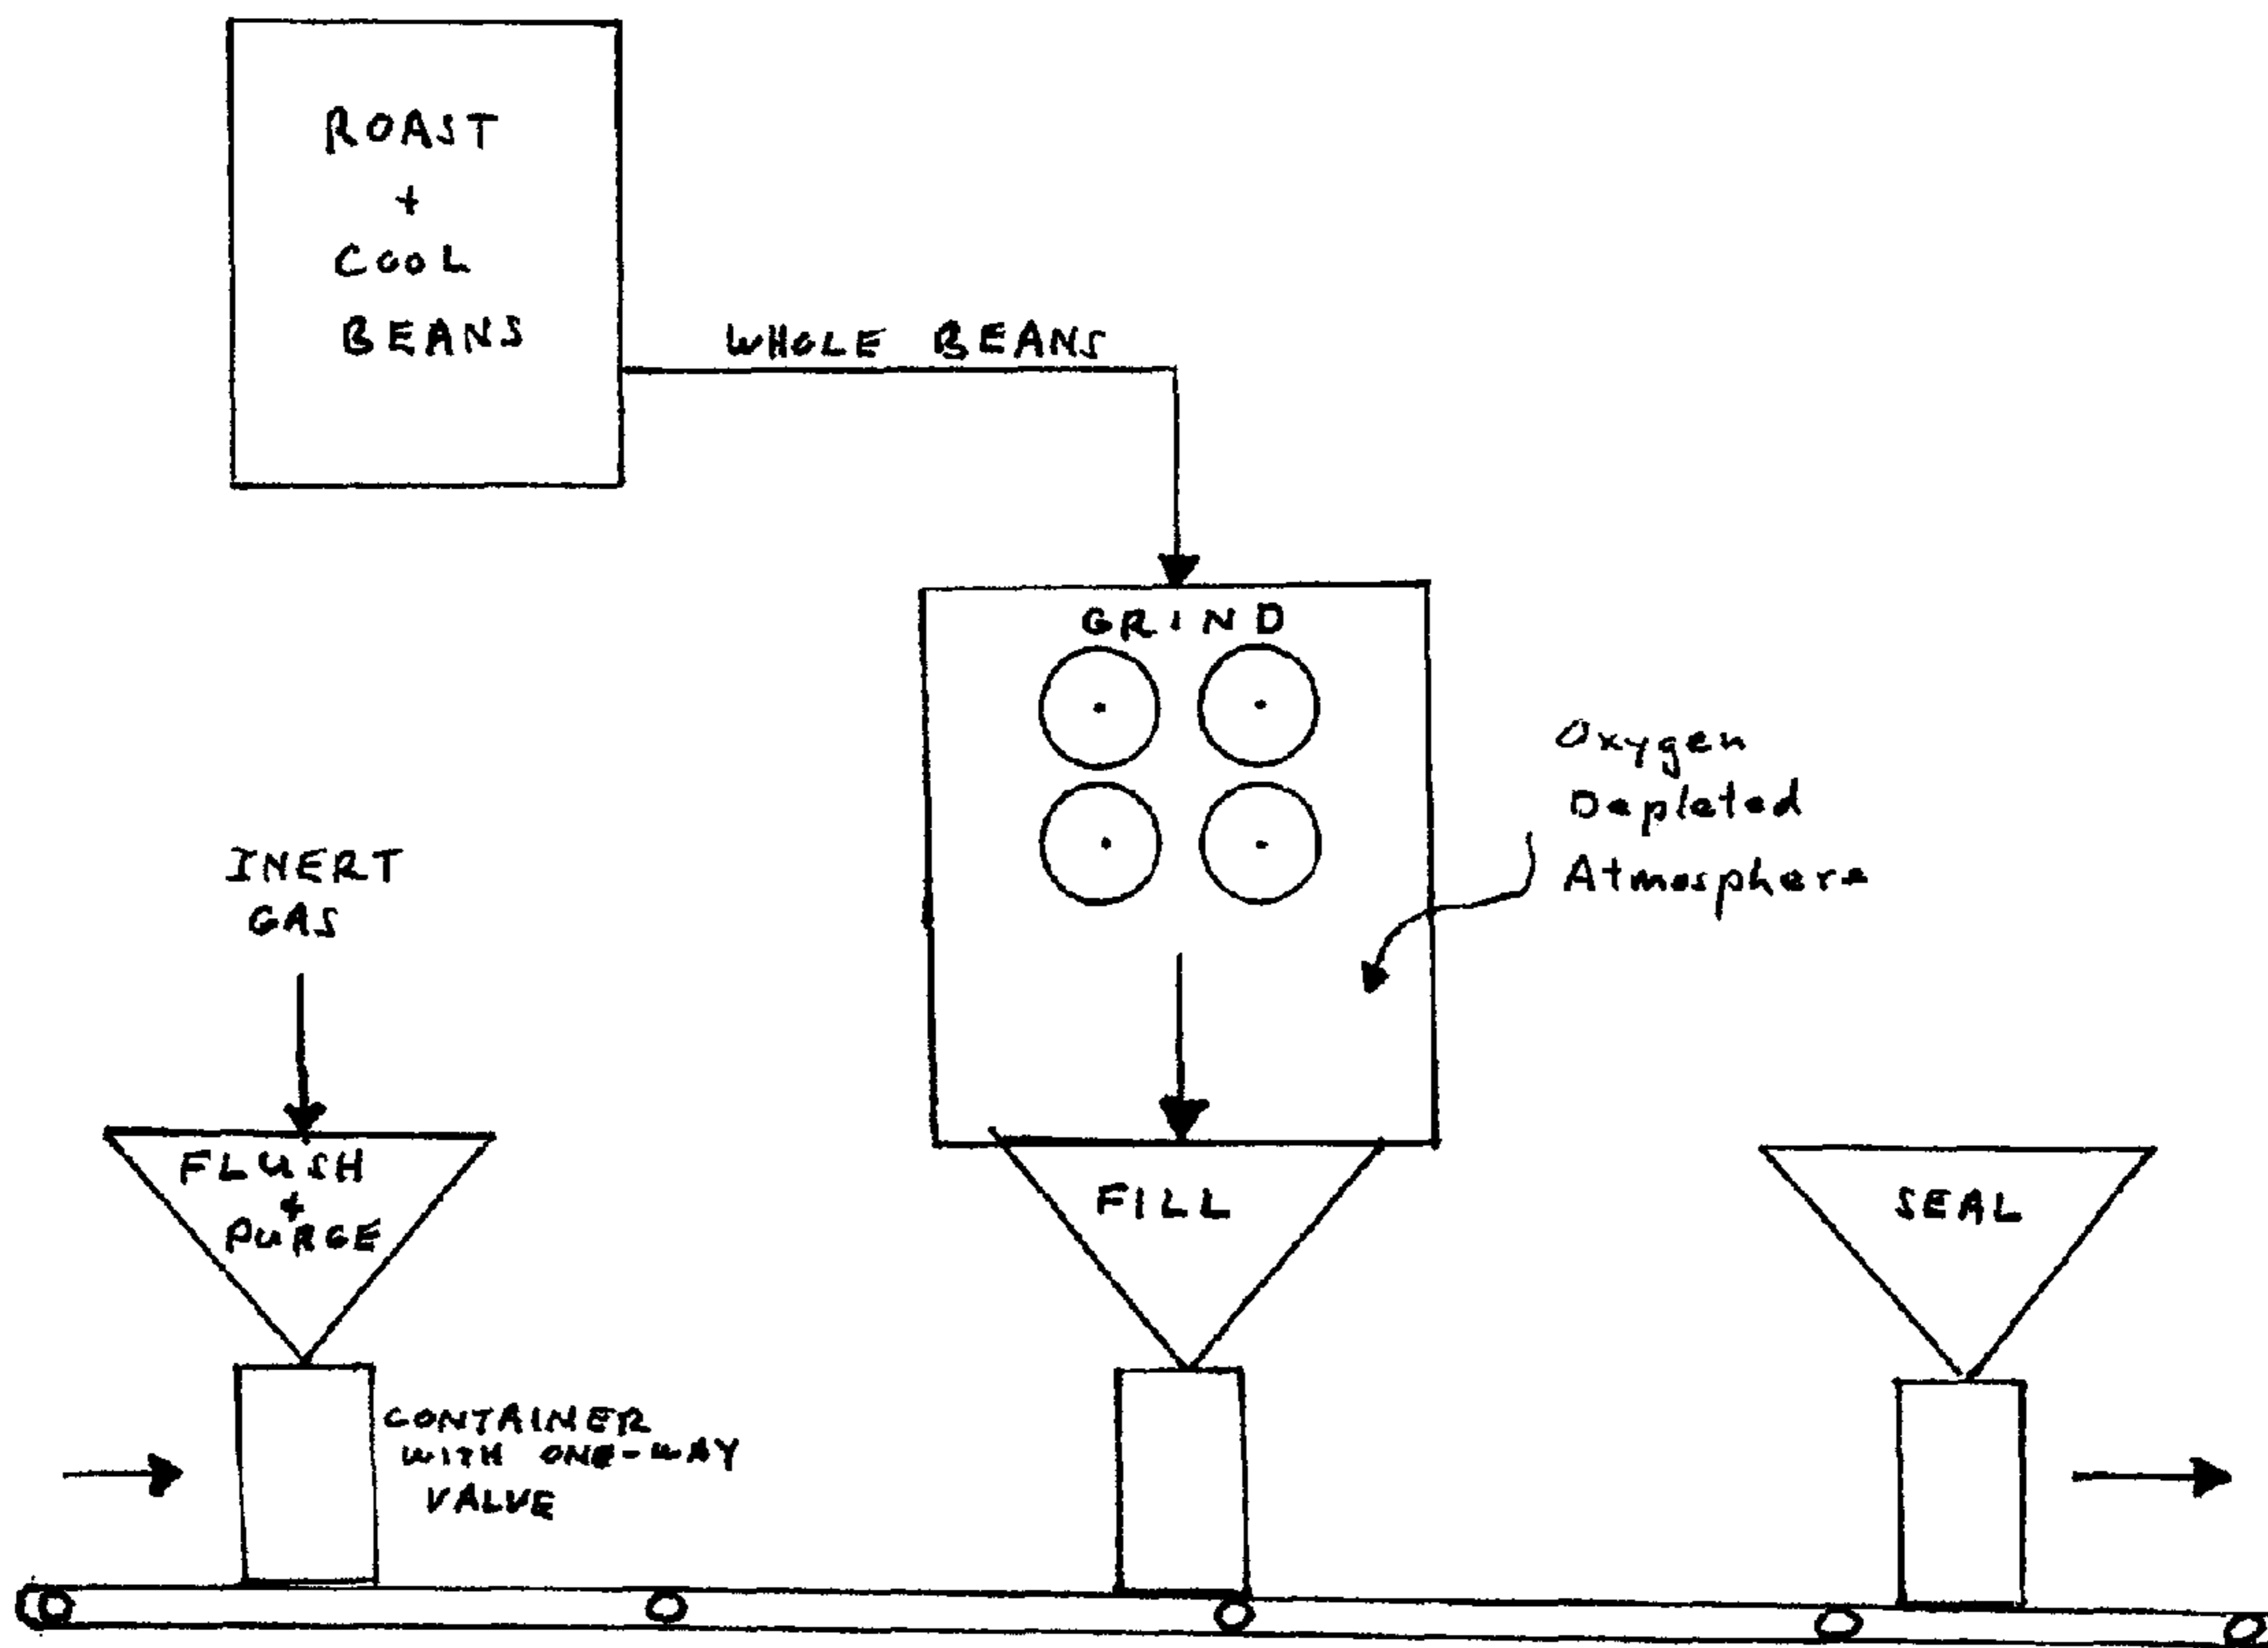 ROAST
+
COOL
BEANS
WHOLE BEANS
GRIND
Oxygen
Depleted
Atmosphere
INERT
GAS
FLUSH
+
PURGE
FILL
SEAL
CONTAINER
WITH ONE-WAY
VALVE